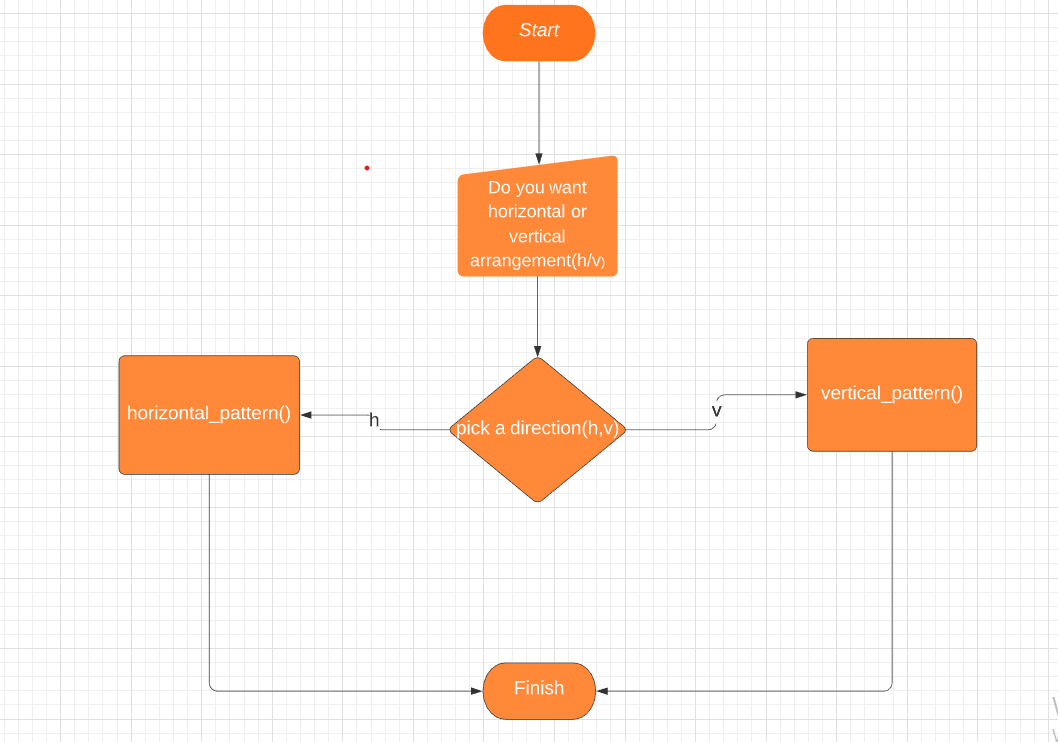 Start
Do you want
horizontal or
vertical
arrangement(h/v)
horizontal_pattern()
h
pick a direction(h,v)
v
vertical_pattern()
Finish